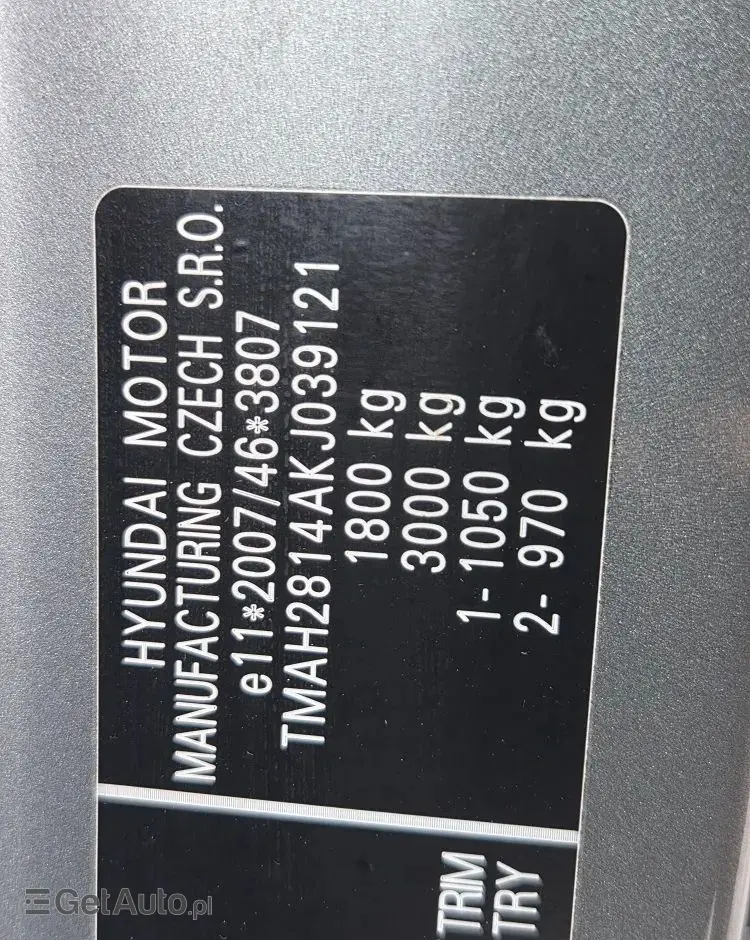 HYUNDAI MOTOR
MANUFACTURING CZECH S.R.O.
e11*2007/46*3807
TMAH2814AKJ039121
1800 kg
3000 kg
1- 1050 kg
2- 970 kg
TRIM
TRY
GetAuto.pl